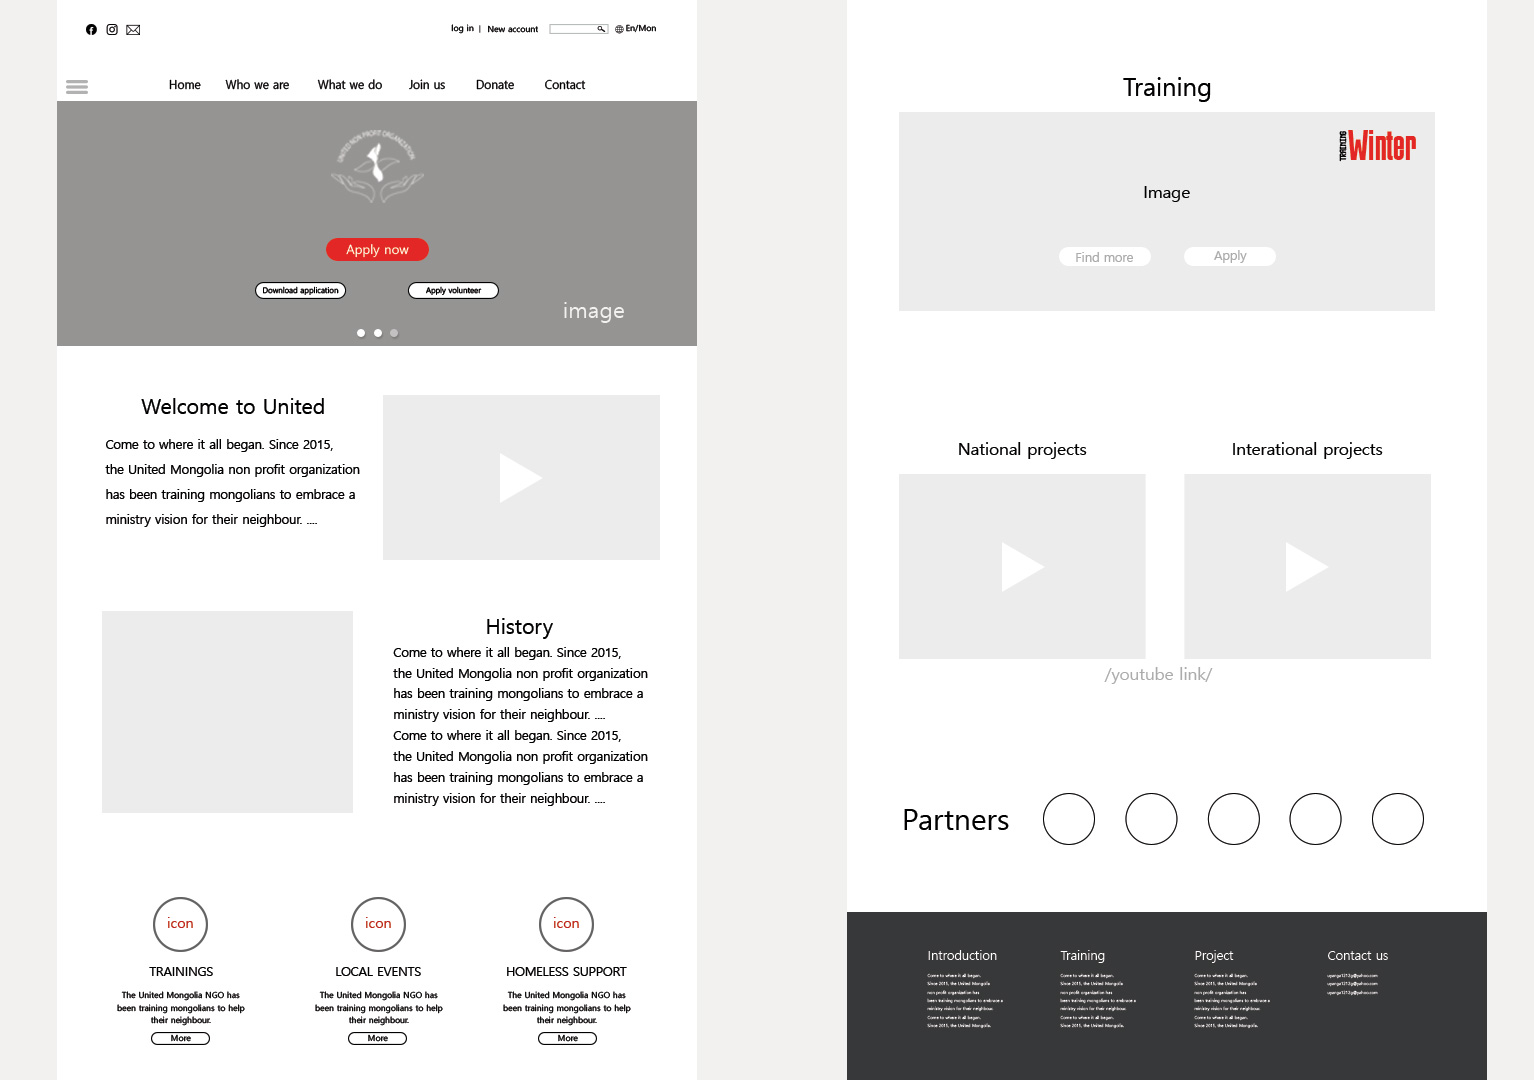 log in | New account
En/Mon
Home Who we are What we do Join us Donate Contact
UNITED NON PROFIT ORGANIZATION
Apply now
Download application Apply volunteer
image
Welcome to United
Come to where it all began. Since 2015,
the United Mongolia non profit organization
has been training mongolians to embrace a
ministry vision for their neighbour. ....
History
Come to where it all began. Since 2015,
the United Mongolia non profit organization
has been training mongolians to embrace a
ministry vision for their neighbour. ....
Come to where it all began. Since 2015,
the United Mongolia non profit organization
has been training mongolians to embrace a
ministry vision for their neighbour. ....
icon
TRAININGS
The United Mongolia NGO has
been training mongolians to help
their neighbour.
More
icon
LOCAL EVENTS
The United Mongolia NGO has
been training mongolians to help
their neighbour.
More
icon
HOMELESS SUPPORT
The United Mongolia NGO has
been training mongolians to help
their neighbour.
More
Training
TRAINING Winter
Image
Find more Apply
National projects
Interational projects
/youtube link/
Partners
Introduction
Come to where it all began.
Since 2015, the United Mongolia
non profit organization has
been training mongolians to embrace a
ministry vision for their neighbour.
Come to where it all began.
Since 2015, the United Mongolia.
Training
Come to where it all began.
Since 2015, the United Mongolia
non profit organization has
been training mongolians to embrace a
ministry vision for their neighbour.
Come to where it all began.
Since 2015, the United Mongolia.
Project
Come to where it all began.
Since 2015, the United Mongolia
non profit organization has
been training mongolians to embrace a
ministry vision for their neighbour.
Come to where it all began.
Since 2015, the United Mongolia.
Contact us